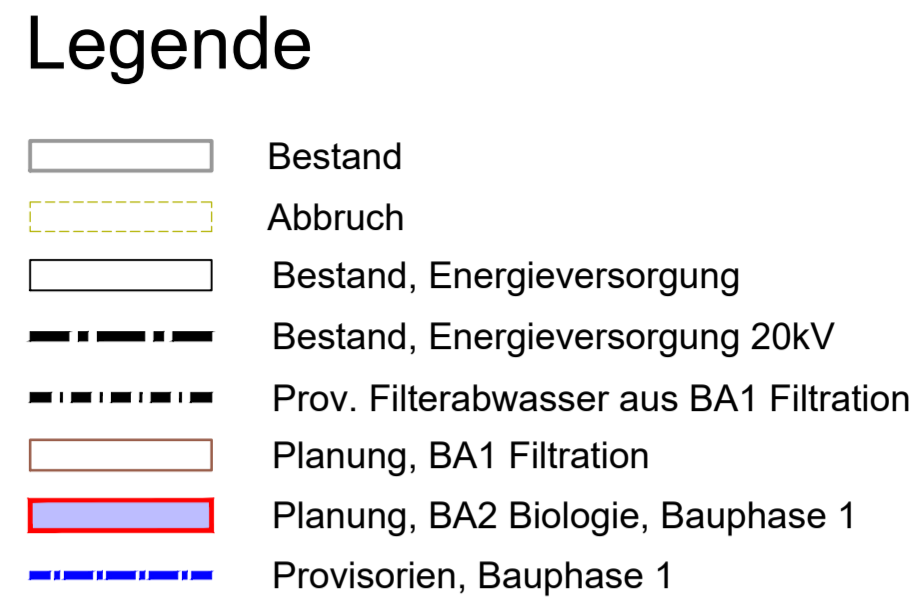 Legende
Bestand
Abbruch
Bestand, Energieversorgung
Bestand, Energieversorgung 20kV
Prov. Filterabwasser aus BA1 Filtration
Planung, BA1 Filtration
Planung, BA2 Biologie, Bauphase 1
Provisorien, Bauphase 1